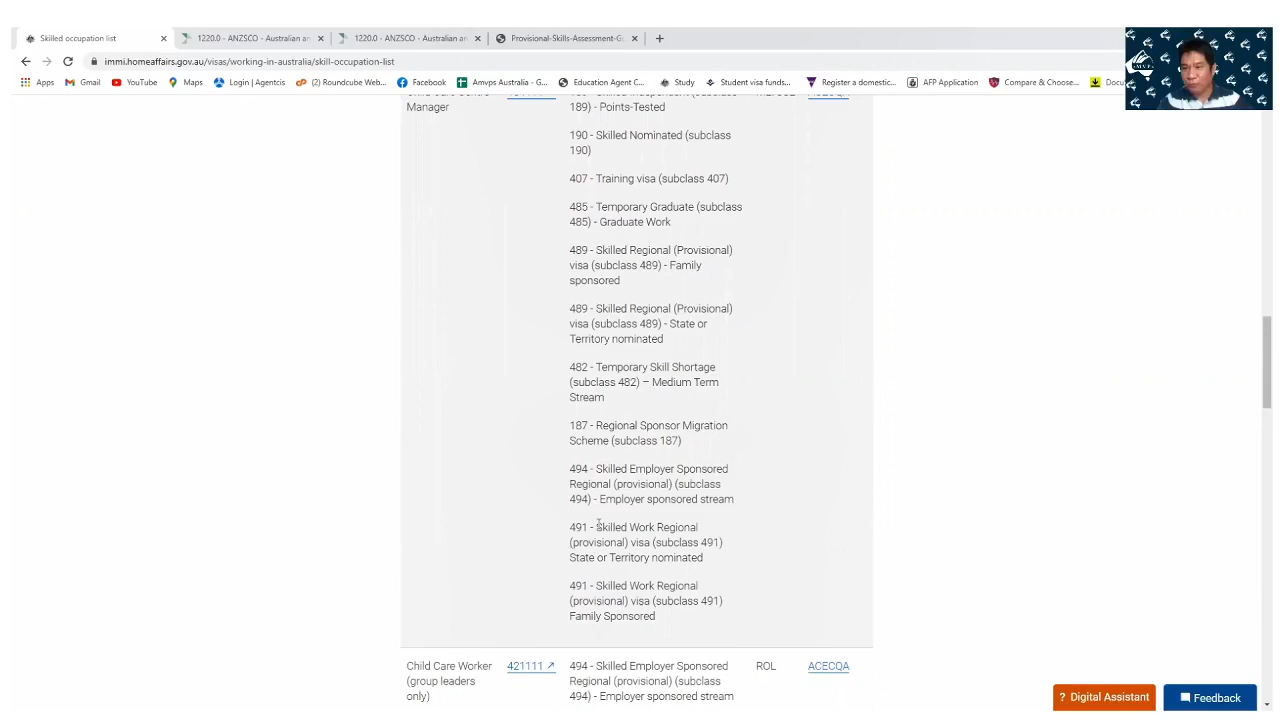 Skilled occupation list
1220.0 - ANZSCO - Australian an
1220.0 - ANZSCO - Australian an
Provisional-Skills-Assessment-Gu
immi.homeaffairs.gov.au/visas/working-in-australia/skill-occupation-list
Apps
Gmail
YouTube
Maps
Login | Agentcis
(2) Roundcube Web...
Facebook
Amyps Australia - G...
Education Agent C...
Study
Student visa funds...
Register a domestic...
AFP Application
Compare & Choose...
Manager
189) - Points-Tested
190 - Skilled Nominated (subclass
190)
407 - Training visa (subclass 407)
485 - Temporary Graduate (subclass
485) - Graduate Work
489 - Skilled Regional (Provisional)
visa (subclass 489) - Family
sponsored
489 - Skilled Regional (Provisional)
visa (subclass 489) - State or
Territory nominated
482 - Temporary Skill Shortage
(subclass 482) – Medium Term
Stream
187 - Regional Sponsor Migration
Scheme (subclass 187)
494 - Skilled Employer Sponsored
Regional (provisional) (subclass
494) - Employer sponsored stream
491 - Skilled Work Regional
(provisional) visa (subclass 491)
State or Territory nominated
491 - Skilled Work Regional
(provisional) visa (subclass 491)
Family Sponsored
Child Care Worker
(group leaders
only)
421111
494 - Skilled Employer Sponsored
Regional (provisional) (subclass
494) - Employer sponsored stream
ROL
ACECQA
? Digital Assistant
Feedback